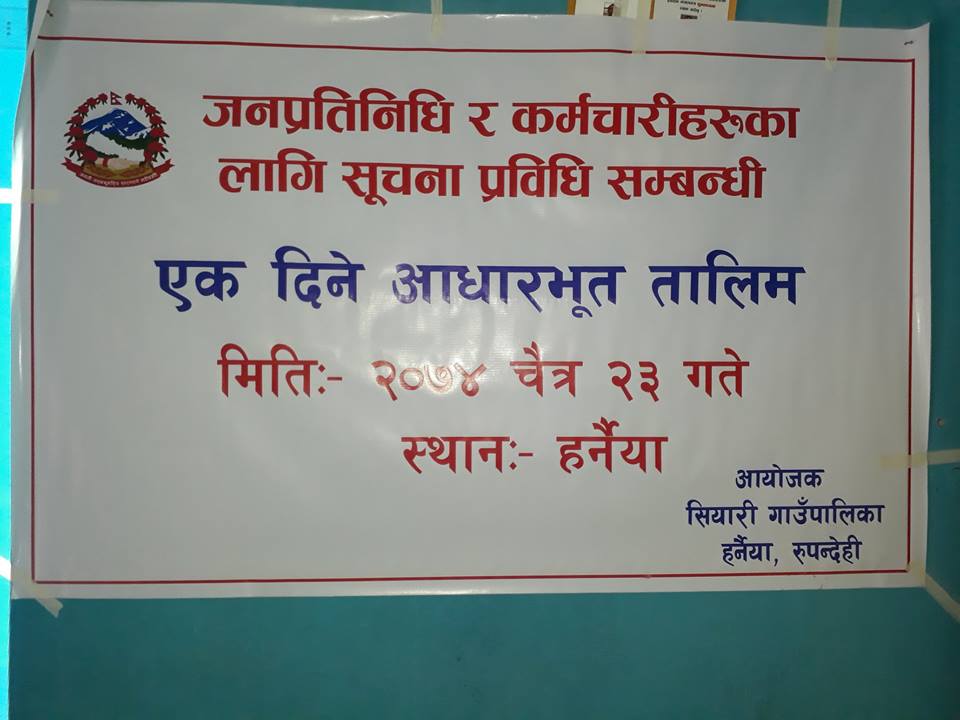 जनप्रतिनिधि र कर्मचारीहरुका
लागि सूचना प्रविधि सम्बन्धी
एक दिने आधारभूत तालिम
मितिः- २०७४ चैत्र २३ गते
स्थानः- हर्नैया
आयोजक
सियारी गाउँपालिका
हर्नैया, रुपन्देही